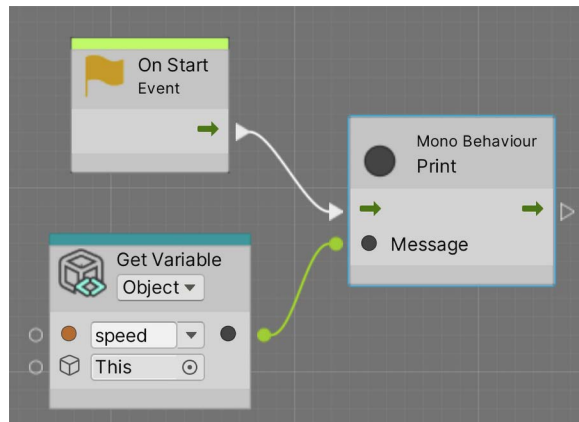 On Start
Event
Mono Behaviour
Print
Message
Get Variable
Object
speed
This